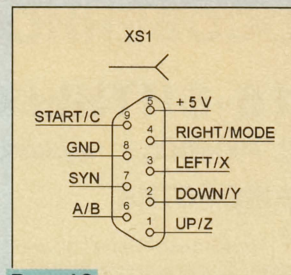 XS1
5
+ 5 V
START/C
9
4
RIGHT/MODE
GND
8
3
LEFT/X
SYN
7
2
DOWN/Y
A/B
6
1
UP/Z